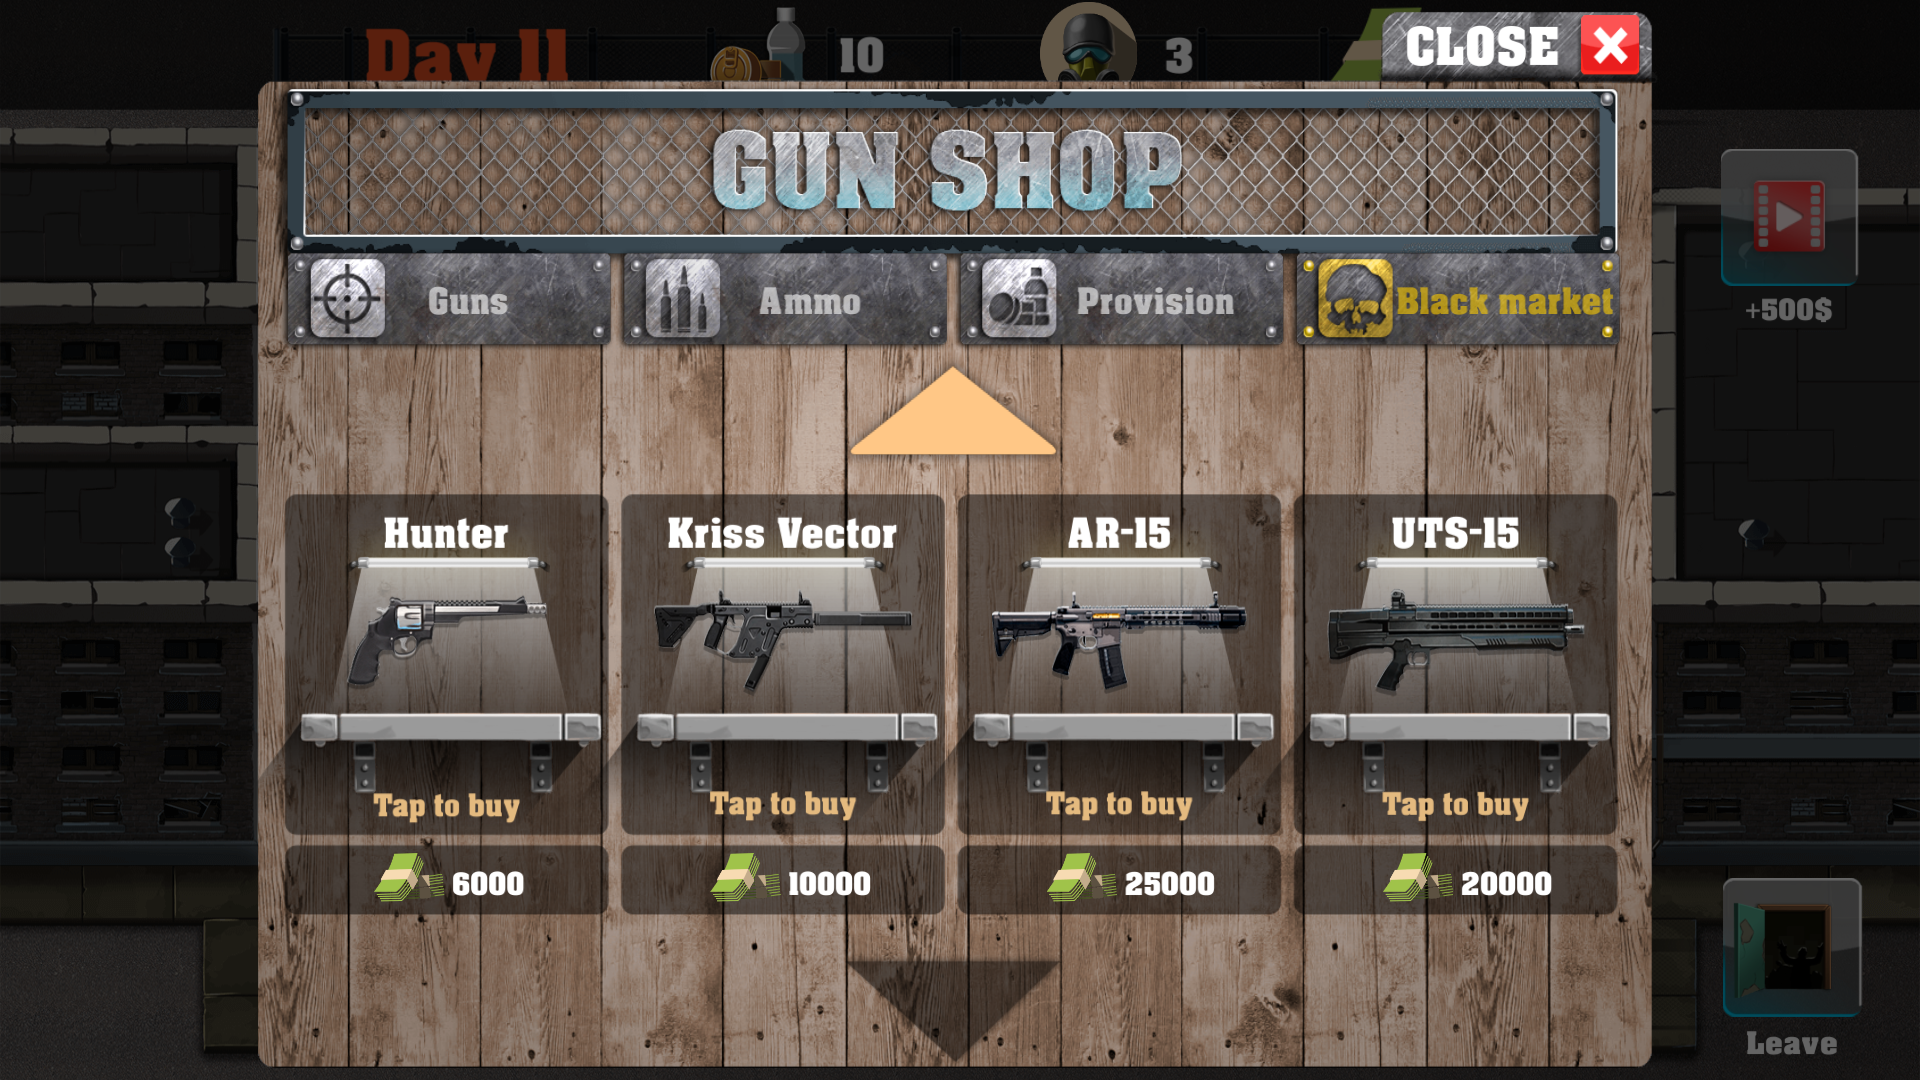 Day 11
10
3
CLOSE
GUN SHOP
Guns
Ammo
Provision
Black market
+500$
Hunter
Kriss Vector
AR-15
UTS-15
Tap to buy
Tap to buy
Tap to buy
Tap to buy
6000
10000
25000
20000
Leave